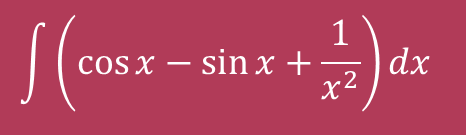 ∫(cos x − sin x + 1/x²) dx